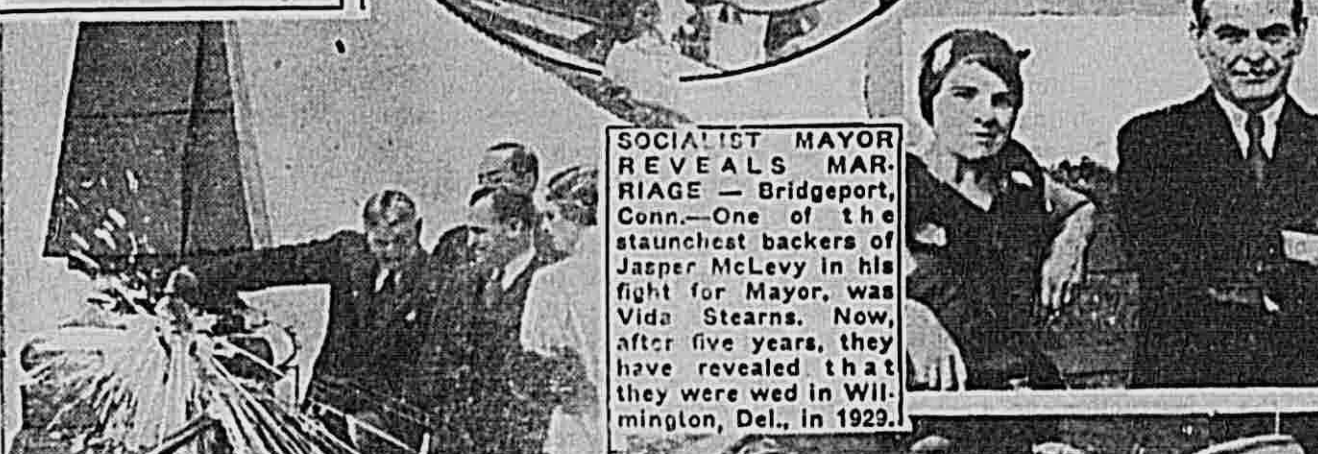 SOCIALIST MAYOR
REVEALS MAR-
RIAGE — Bridgeport,
Conn.—One of the
staunchest backers of
Jasper McLevy in his
fight for Mayor, was
Vida Stearns. Now,
after five years, they
have revealed that
they were wed in Wil-
mington, Del., in 1929.